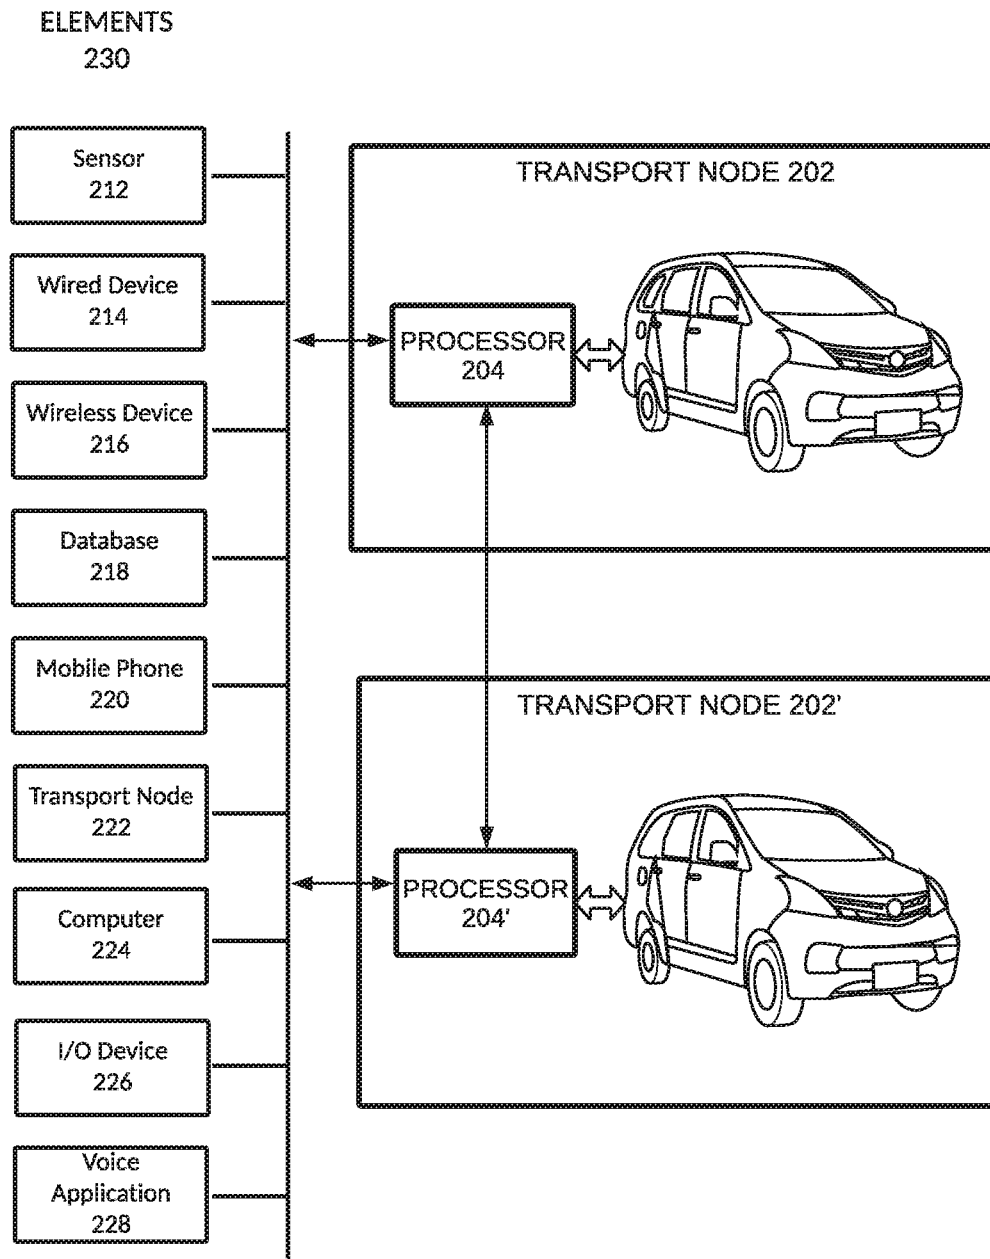 ELEMENTS
230
Sensor
212
Wired Device
214
Wireless Device
216
Database
218
Mobile Phone
220
Transport Node
222
Computer
224
I/O Device
226
Voice
Application
228
TRANSPORT NODE 202
PROCESSOR
204
TRANSPORT NODE 202'
PROCESSOR
204'